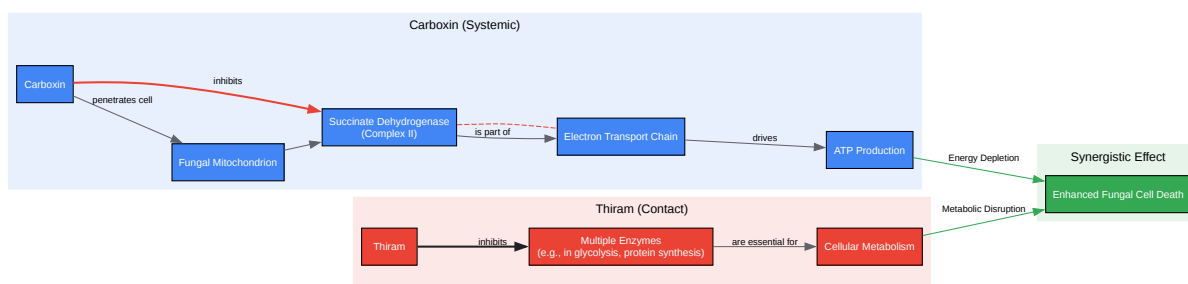 Carboxin (Systemic)
Carboxin
inhibits
penetrates cell
Fungal Mitochondrion
Succinate Dehydrogenase
(Complex II)
is part of
Electron Transport Chain
drives
ATP Production
Energy Depletion
Synergistic Effect
Enhanced Fungal Cell Death
Metabolic Disruption
Thiram (Contact)
Thiram
inhibits
Multiple Enzymes
(e.g., in glycolysis, protein synthesis)
are essential for
Cellular Metabolism